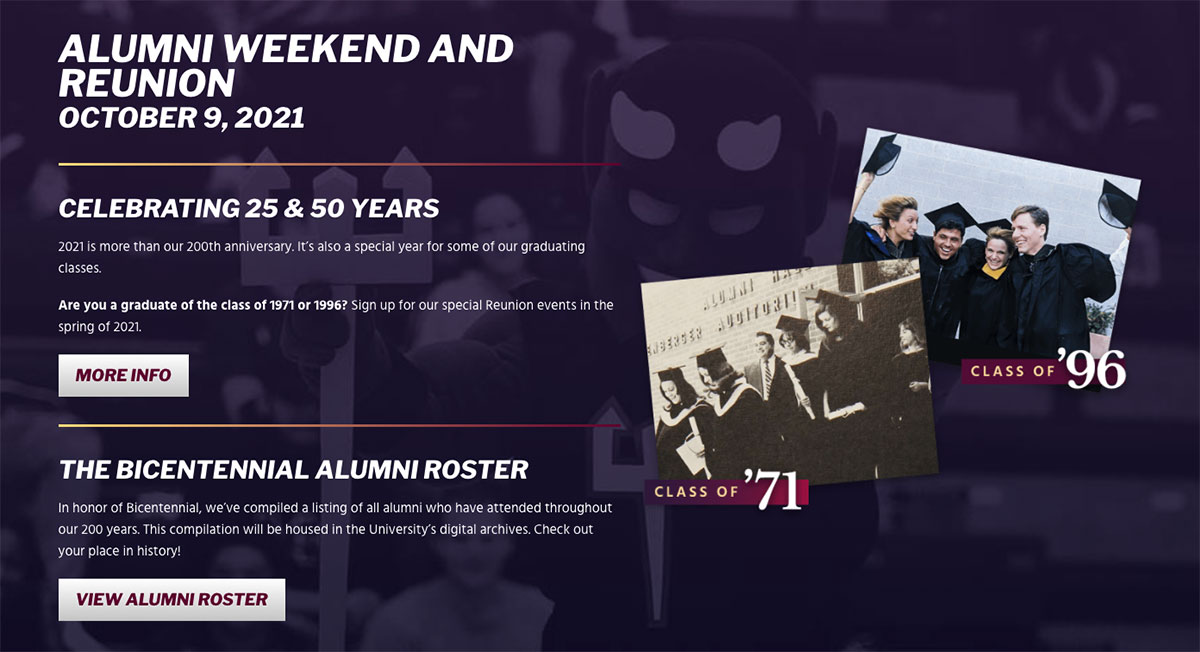 ALUMNI WEEKEND AND
REUNION
OCTOBER 9, 2021
CELEBRATING 25 & 50 YEARS
2021 is more than our 200th anniversary. It's also a special year for some of our graduating
classes.
Are you a graduate of the class of 1971 or 1996? Sign up for our special Reunion events in the
spring of 2021.
MORE INFO
THE BICENTENNIAL ALUMNI ROSTER
In honor of Bicentennial, we've compiled a listing of all alumni who have attended throughout
our 200 years. This compilation will be housed in the University's digital archives. Check out
your place in history!
VIEW ALUMNI ROSTER
CLASS OF '96
ALUMNI HALL
ENBERGER AUDITORI
CLASS OF '71